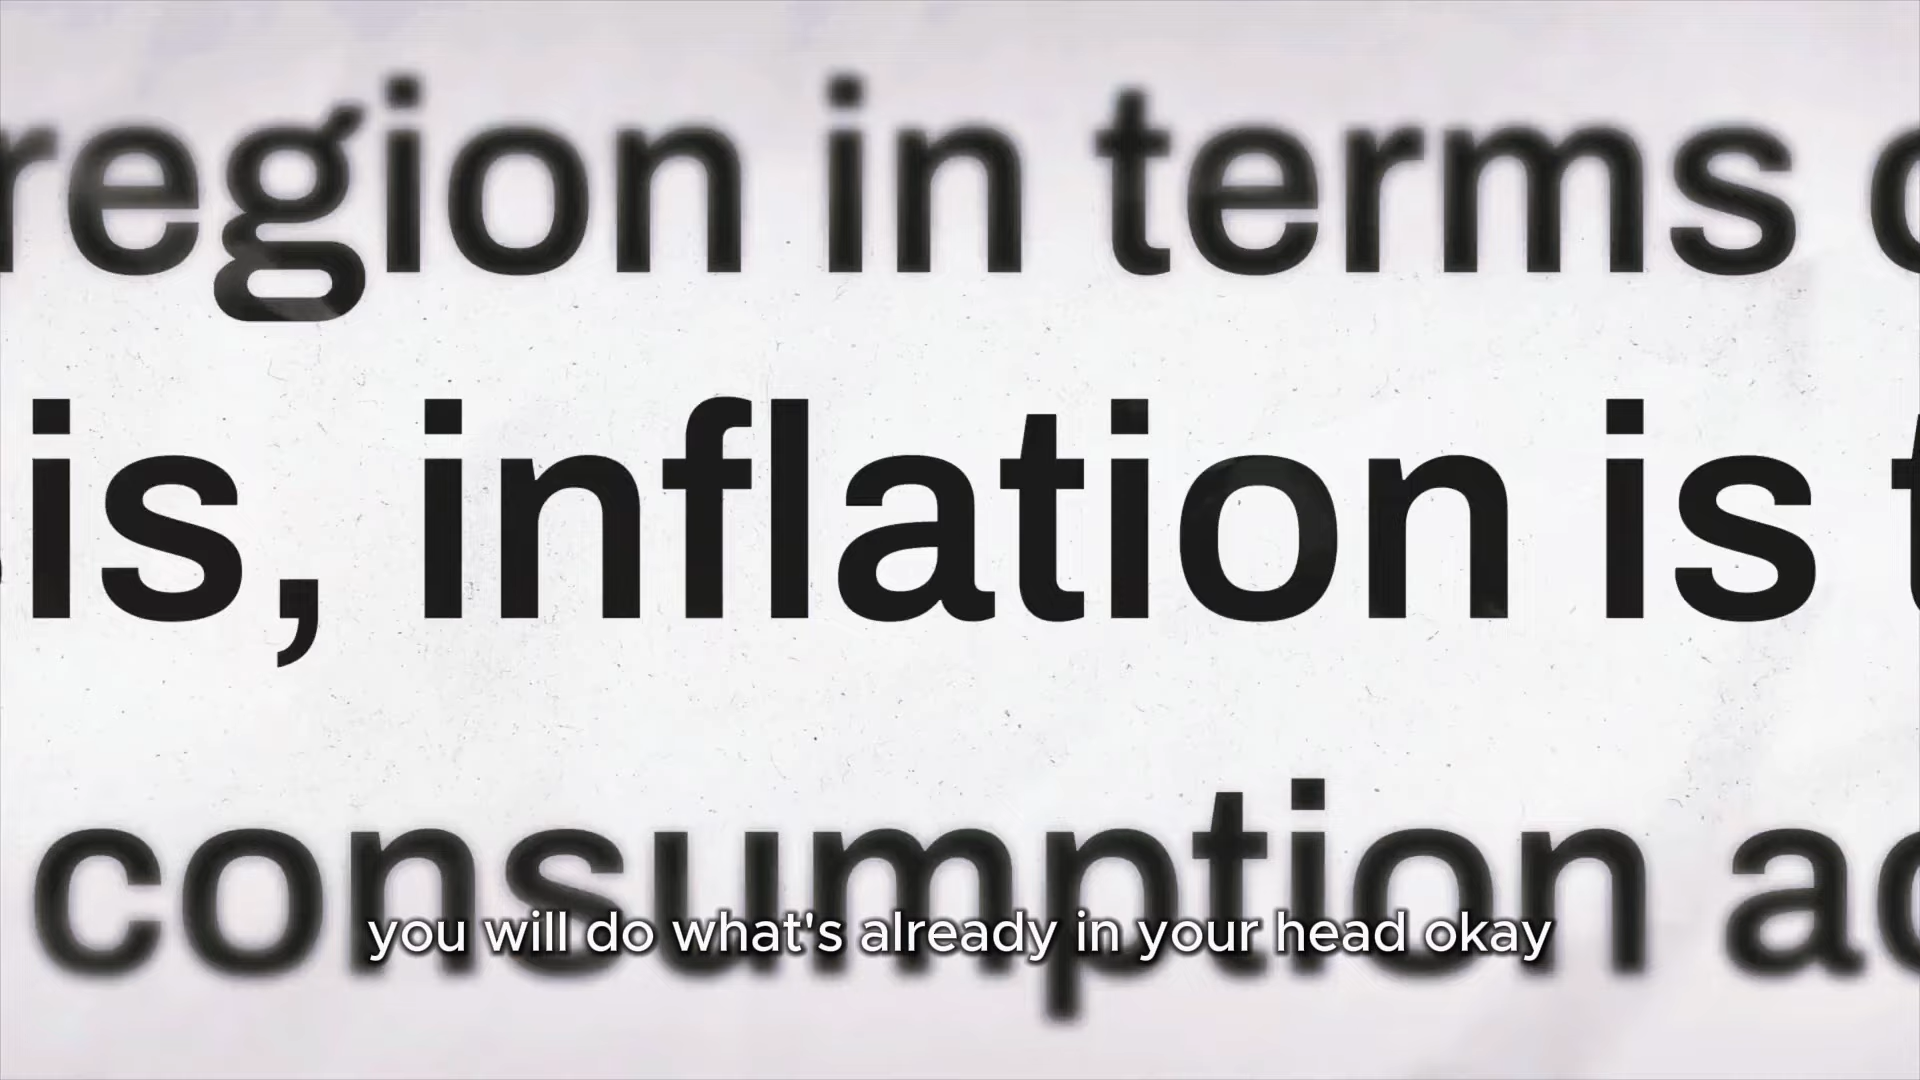 region in terms
is, inflation is
consumption
you will do what's already in your head okay